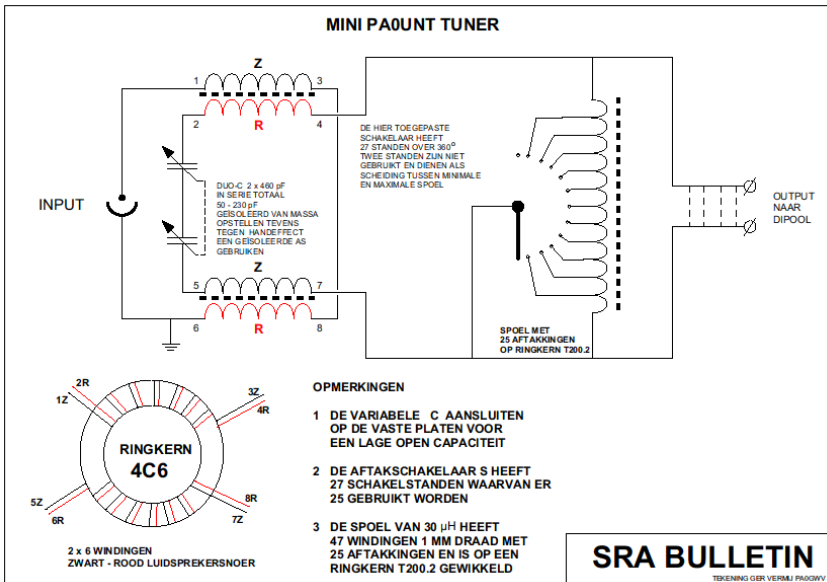 MINI PA0UNT TUNER
Z
1
3
2
4
R
DE HIER TOEGEPASTE
SCHAKELAAR HEEFT
27 STANDEN OVER 360°
TWEE STANDEN ZIJN NIET
GEBRUIKT EN DIENEN ALS
SCHEIDING TUSSEN MINIMALE
EN MAXIMALE SPOEL
INPUT
DUO-C 2 x 460 pF
IN SERIE TOTAAL
50 - 230 pF
GEÏSOLEERD VAN MASSA
OPSTELLEN TEVENS
TEGEN HANDEFFECT
EEN GEÏSOLEERDE AS
GEBRUIKEN
OUTPUT
NAAR
DIPOOL
Z
5
7
6
8
R
SPOEL MET
25 AFTAKKINGEN
OP RINGKERN T200.2
2R
1Z
3Z
4R
RINGKERN
4C6
5Z
6R
8R
7Z
2 x 6 WINDINGEN
ZWART - ROOD LUIDSPREKERSNOER
OPMERKINGEN
1 DE VARIABELE C AANSLUITEN
OP DE VASTE PLATEN VOOR
EEN LAGE OPEN CAPACITEIT
2 DE AFTAKSCHAKELAAR S HEEFT
27 SCHAKELSTANDEN WAARVAN ER
25 GEBRUIKT WORDEN
3 DE SPOEL VAN 30 µH HEEFT
47 WINDINGEN 1 MM DRAAD MET
25 AFTAKKINGEN EN IS OP EEN
RINGKERN T200.2 GEWIKKELD
SRA BULLETIN
TEKENING GER VERMIJ PA0GWV